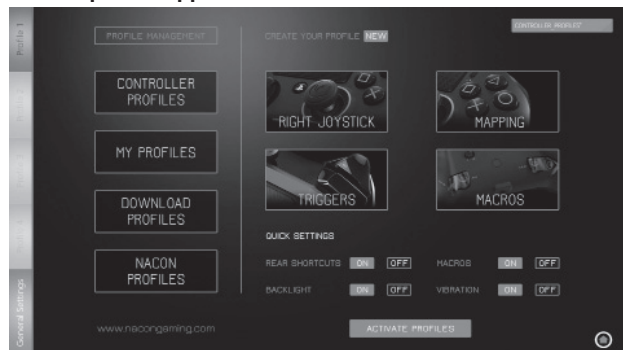 Profile 1
General Settings
PROFILE MANAGEMENT
CONTROLLER
PROFILES
MY PROFILES
DOWNLOAD
PROFILES
NACON
PROFILES
www.nacongaming.com
CREATE YOUR PROFILE NEW
CONTROLLER PROFILES
RIGHT JOYSTICK
MAPPING
TRIGGERS
MACROS
QUICK SETTINGS
REAR SHORTCUTS ON OFF
MACROS ON OFF
BACKLIGHT ON OFF
VIBRATION ON OFF
ACTIVATE PROFILES